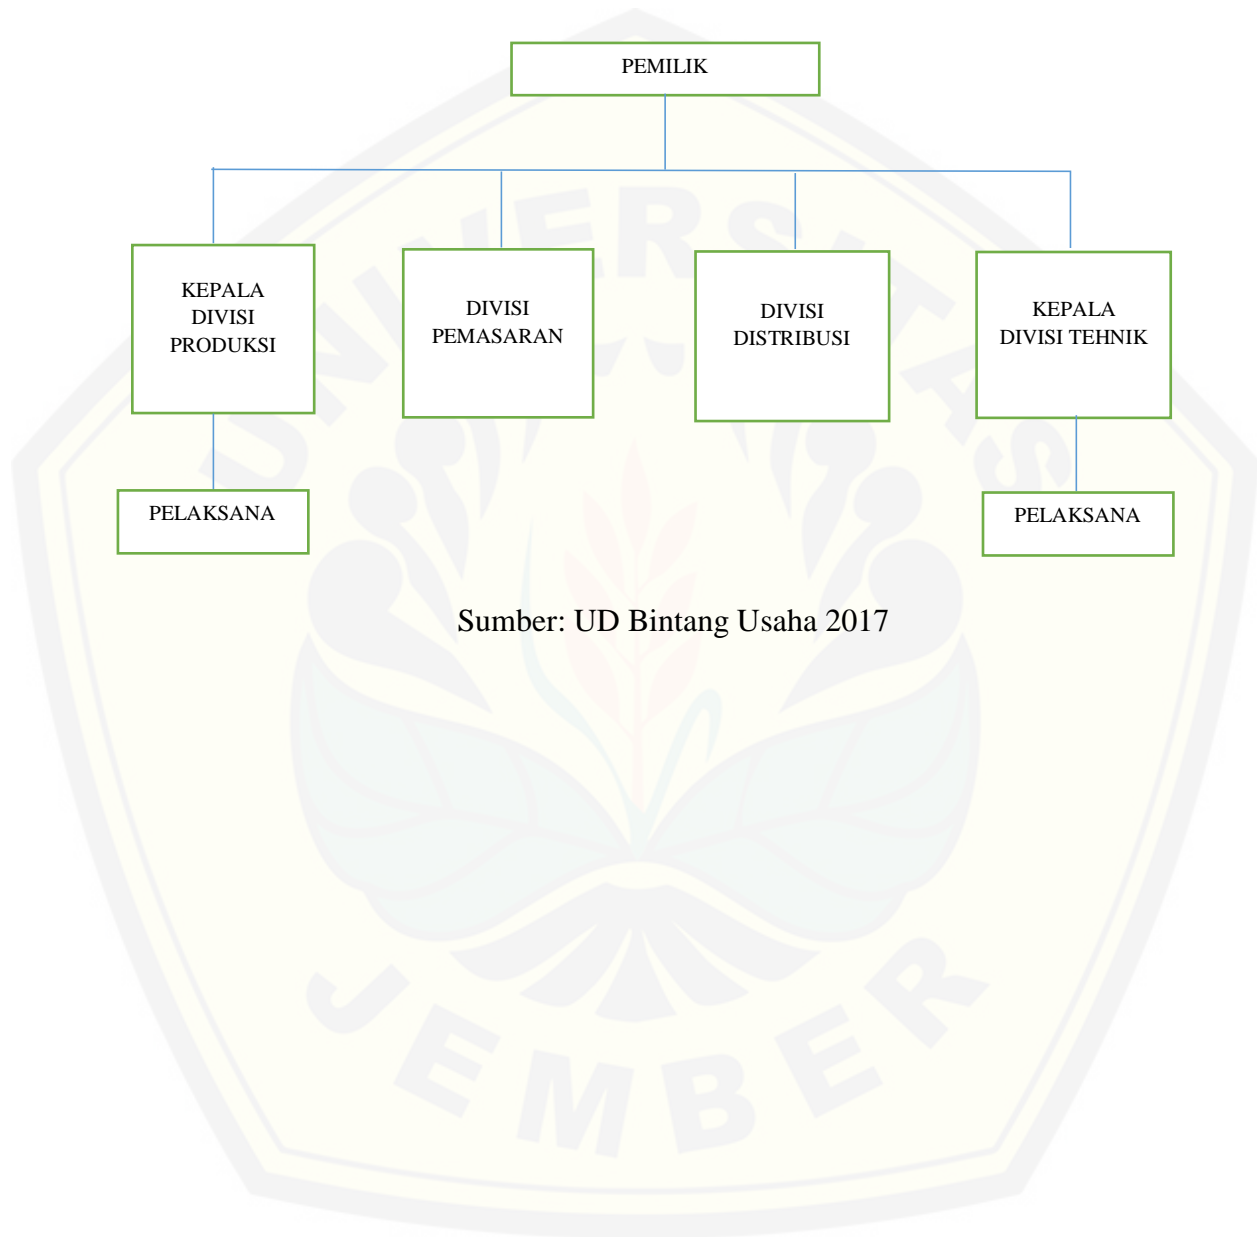 PEMILIK
KEPALA
DIVISI
PRODUKSI
DIVISI
PEMASARAN
DIVISI
DISTRIBUSI
KEPALA
DIVISI TEHNIK
PELAKSANA
PELAKSANA
Sumber: UD Bintang Usaha 2017
UNIVERSITAS
JEMBER